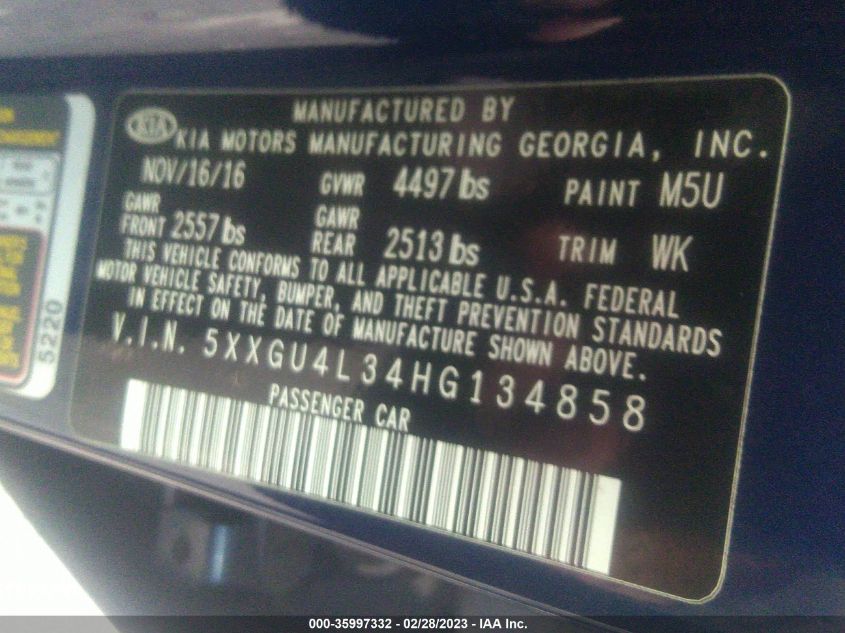 MANUFACTURED BY
KIA KIA MOTORS MANUFACTURING GEORGIA, INC.
NOV/16/16 GVWR 4497 lbs PAINT M5U
GAWR FRONT 2557 lbs GAWR REAR 2513 lbs TRIM WK
THIS VEHICLE CONFORMS TO ALL APPLICABLE U.S.A. FEDERAL
MOTOR VEHICLE SAFETY, BUMPER, AND THEFT PREVENTION STANDARDS
IN EFFECT ON THE DATE OF MANUFACTURE SHOWN ABOVE.
V.I.N. 5XXGU4L34HG134858
PASSENGER CAR
5220
000-35997332 - 02/28/2023 - IAA Inc.